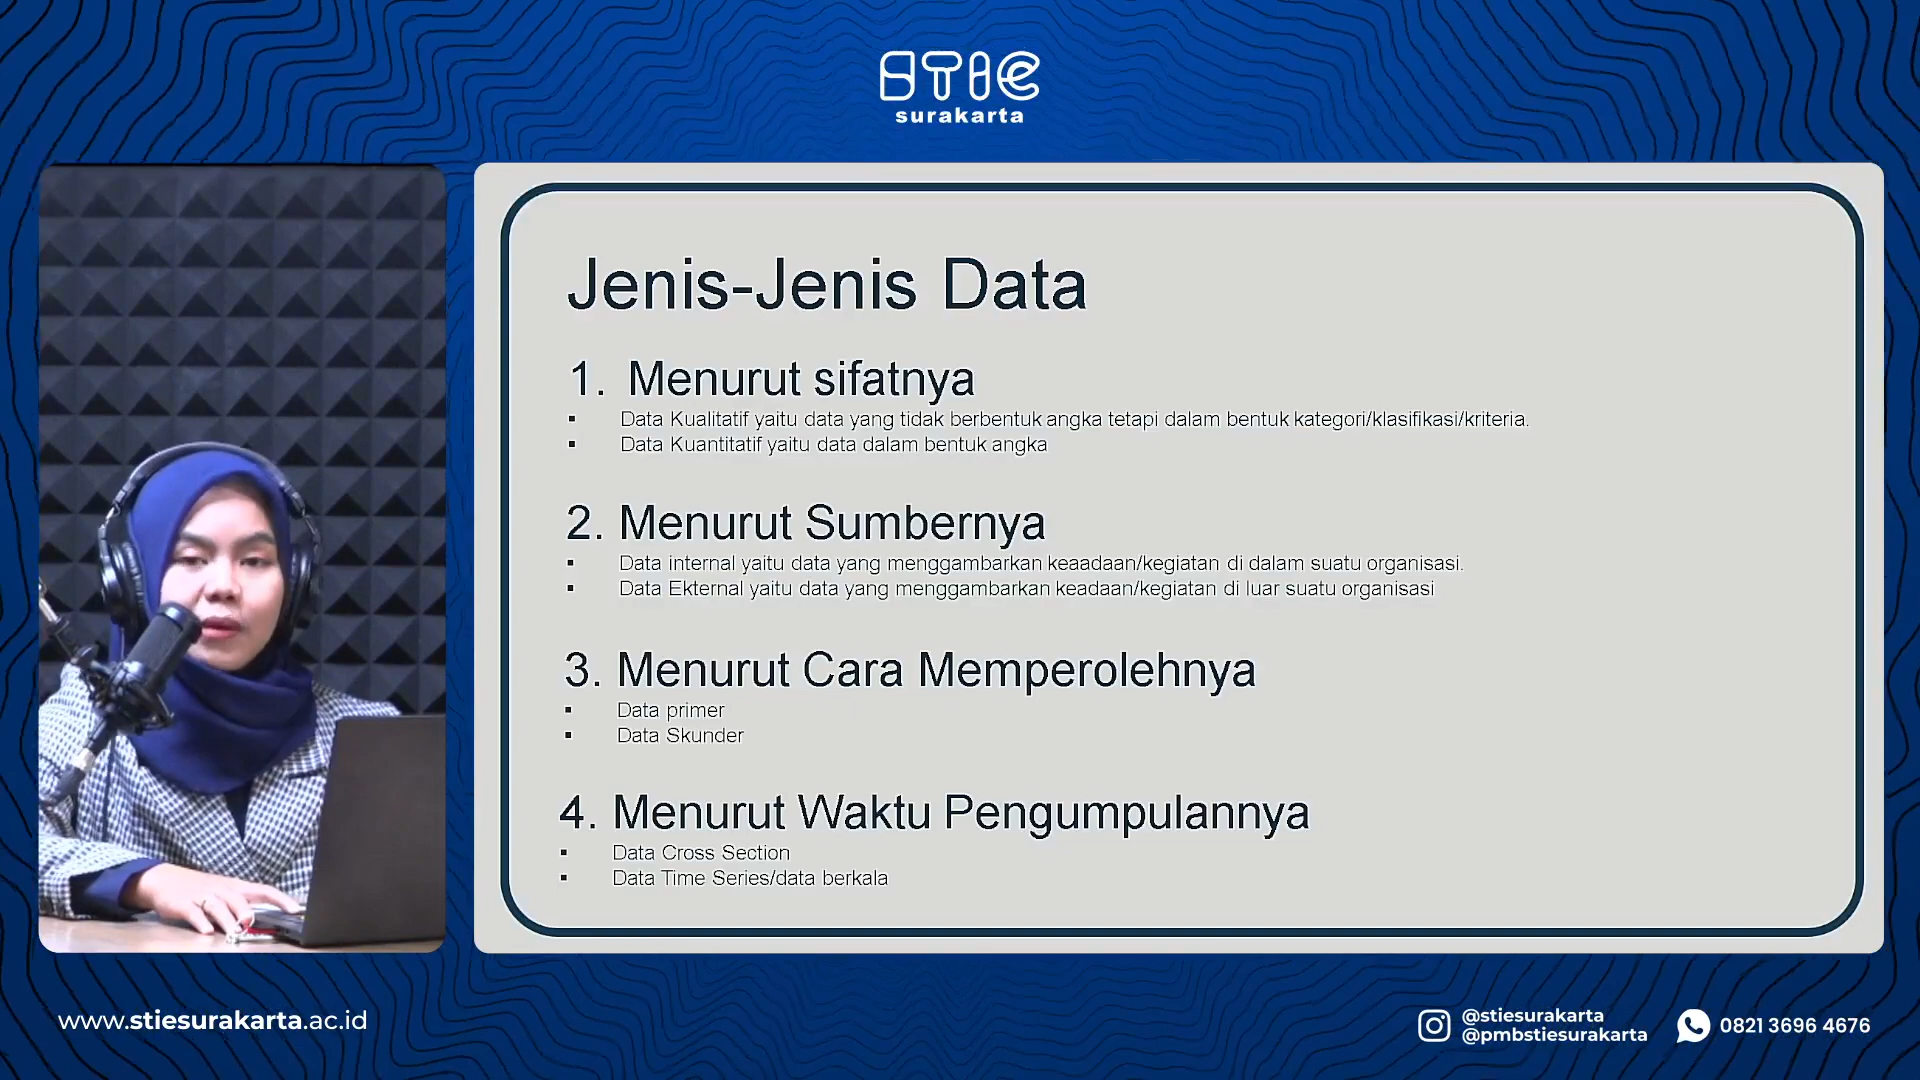 STIE
surakarta
Jenis-Jenis Data
1. Menurut sifatnya
▪ Data Kualitatif yaitu data yang tidak berbentuk angka tetapi dalam bentuk kategori/klasifikasi/kriteria.
▪ Data Kuantitatif yaitu data dalam bentuk angka
2. Menurut Sumbernya
▪ Data internal yaitu data yang menggambarkan keaadaan/kegiatan di dalam suatu organisasi.
▪ Data Ekternal yaitu data yang menggambarkan keadaan/kegiatan di luar suatu organisasi
3. Menurut Cara Memperolehnya
▪ Data primer
▪ Data Skunder
4. Menurut Waktu Pengumpulannya
▪ Data Cross Section
▪ Data Time Series/data berkala
www.stiesurakarta.ac.id
@stiesurakarta
@pmbstiesurakarta
0821 3696 4676